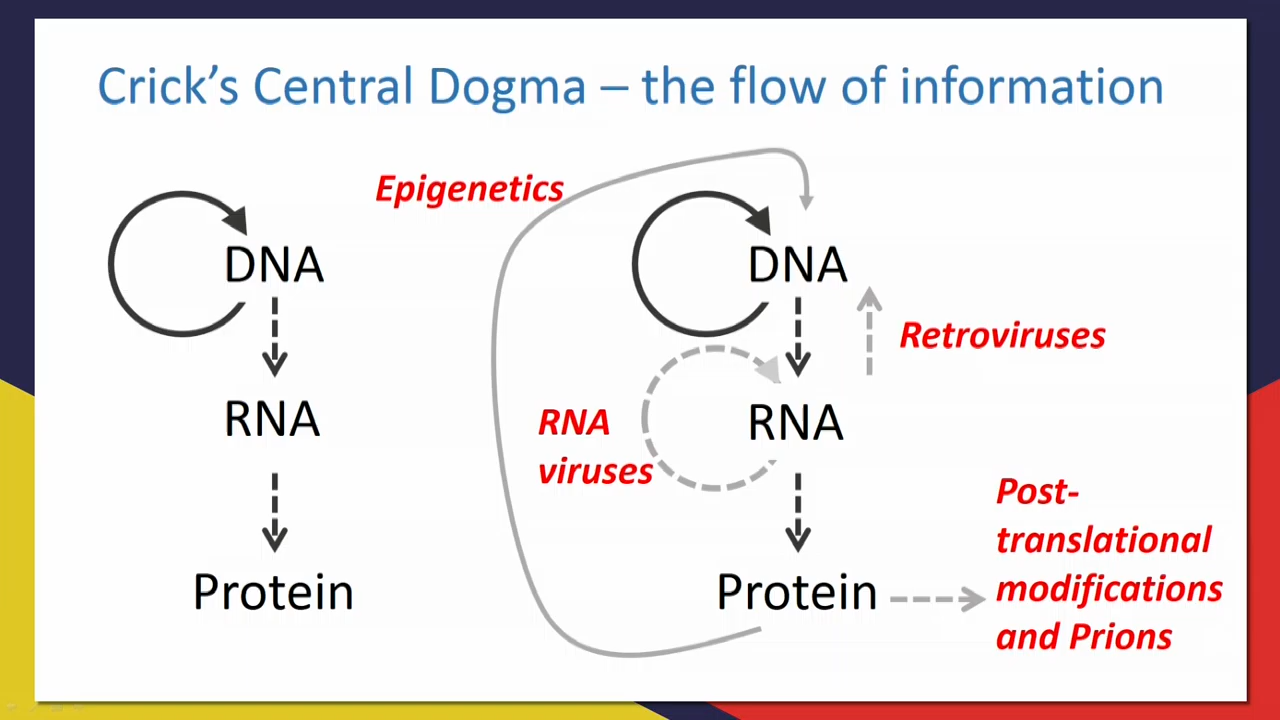 Crick's Central Dogma – the flow of information
DNA
RNA
Protein
Epigenetics
DNA
Retroviruses
RNA
RNA
viruses
Protein
Post-
translational
modifications
and Prions